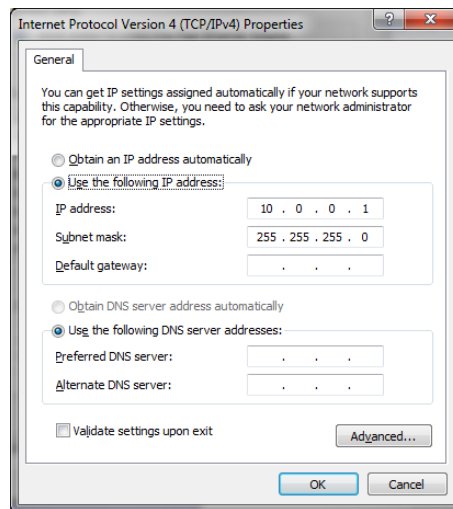 Internet Protocol Version 4 (TCP/IPv4) Properties
General
You can get IP settings assigned automatically if your network supports
this capability. Otherwise, you need to ask your network administrator
for the appropriate IP settings.
Obtain an IP address automatically
Use the following IP address:
IP address: 10 . 0 . 0 . 1
Subnet mask: 255 . 255 . 255 . 0
Default gateway: . . .
Obtain DNS server address automatically
Use the following DNS server addresses:
Preferred DNS server: . . .
Alternate DNS server: . . .
Validate settings upon exit
Advanced...
OK Cancel